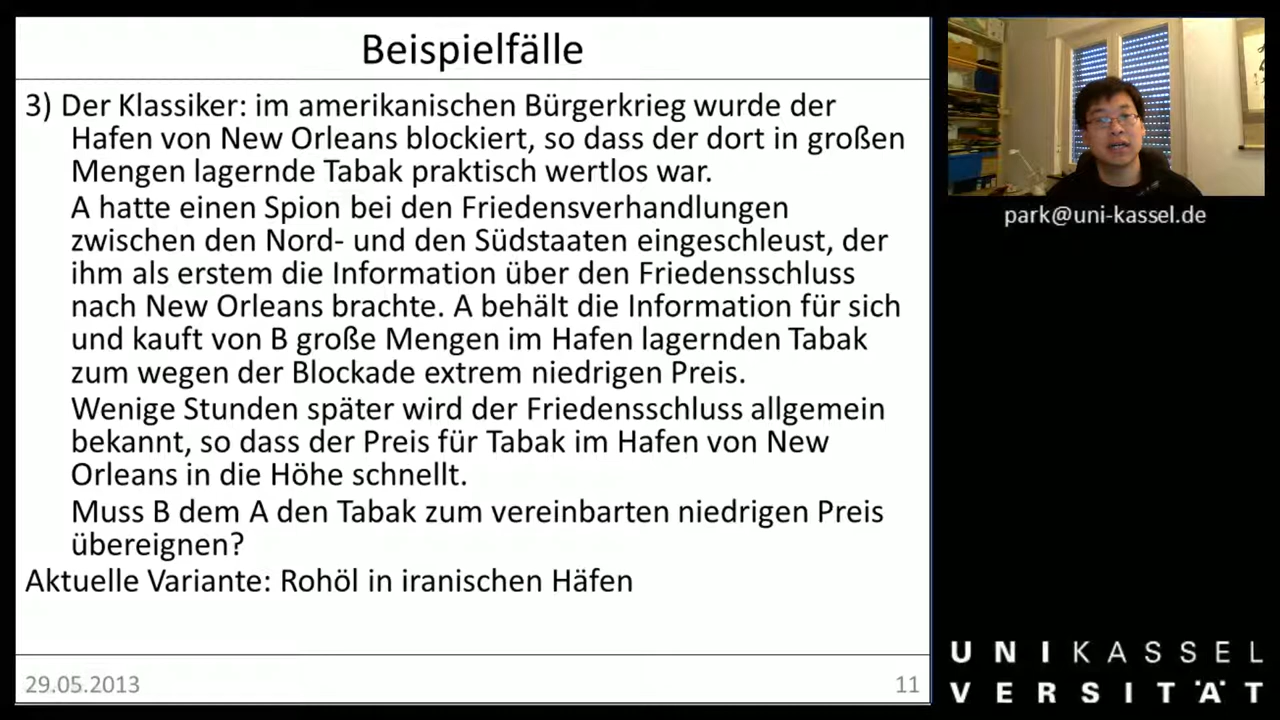 Beispielfälle
3) Der Klassiker: im amerikanischen Bürgerkrieg wurde der
Hafen von New Orleans blockiert, so dass der dort in großen
Mengen lagernde Tabak praktisch wertlos war.
A hatte einen Spion bei den Friedensverhandlungen
zwischen den Nord- und den Südstaaten eingeschleust, der
ihm als erstem die Information über den Friedensschluss
nach New Orleans brachte. A behält die Information für sich
und kauft von B große Mengen im Hafen lagernden Tabak
zum wegen der Blockade extrem niedrigen Preis.
Wenige Stunden später wird der Friedensschluss allgemein
bekannt, so dass der Preis für Tabak im Hafen von New
Orleans in die Höhe schnellt.
Muss B dem A den Tabak zum vereinbarten niedrigen Preis
übereignen?
Aktuelle Variante: Rohöl in iranischen Häfen
29.05.2013
11
park@uni-kassel.de
UNIKASSEL
VERSITÄT